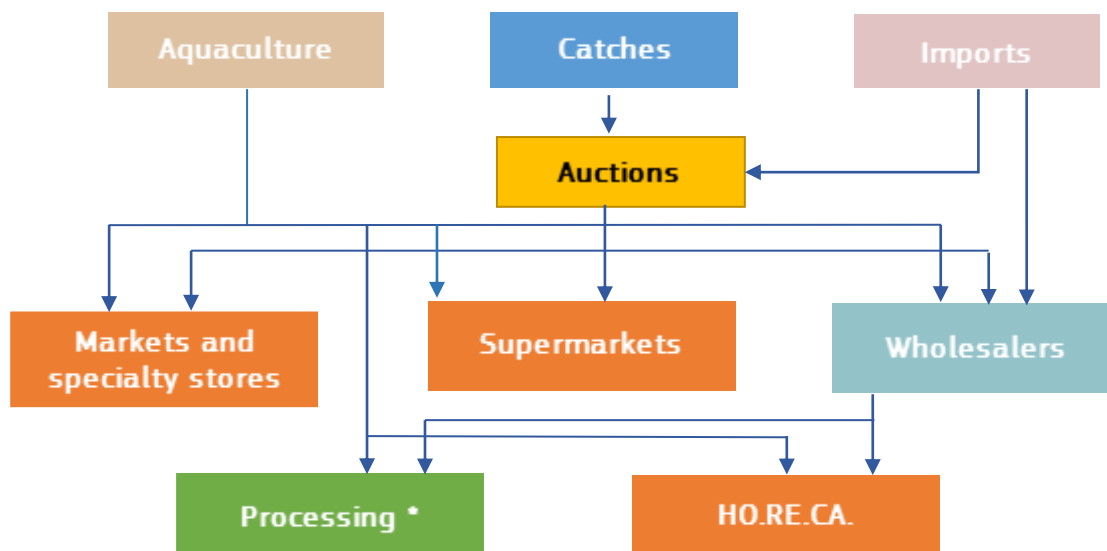 Aquaculture
Catches
Imports
Auctions
Markets and
specialty stores
Supermarkets
Wholesalers
Processing *
HO.RE.CA.